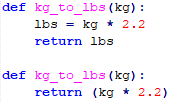 def kg_to_lbs(kg):
    lbs = kg * 2.2
    return lbs

def kg_to_lbs(kg):
    return (kg * 2.2)